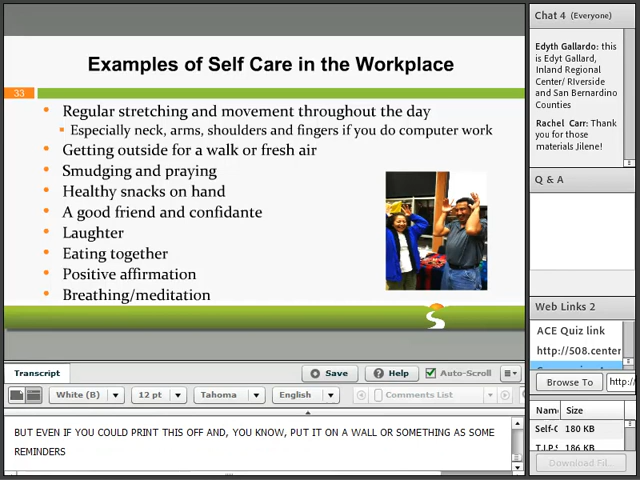 Examples of Self Care in the Workplace
33
Regular stretching and movement throughout the day
Especially neck, arms, shoulders and fingers if you do computer work
Getting outside for a walk or fresh air
Smudging and praying
Healthy snacks on hand
A good friend and confidante
Laughter
Eating together
Positive affirmation
Breathing/meditation
Transcript
Save
Help
Auto-Scroll
White (B)
12 pt
Tahoma
English
Comments List
BUT EVEN IF YOU COULD PRINT THIS OFF AND, YOU KNOW, PUT IT ON A WALL OR SOMETHING AS SOME
REMINDERS
Chat 4 (Everyone)
Edyth Gallardo: this
is Edyt Gallard,
Inland Regional
Center/ RIverside
and San Bernardino
Counties
Rachel Carr: Thank
you for those
materials Jilene!
Q & A
Web Links 2
ACE Quiz link
http://508.center
Browse To
http://
Name
Size
Self-C
180 KB
T.I.P.S
186 KB
Download Fil..